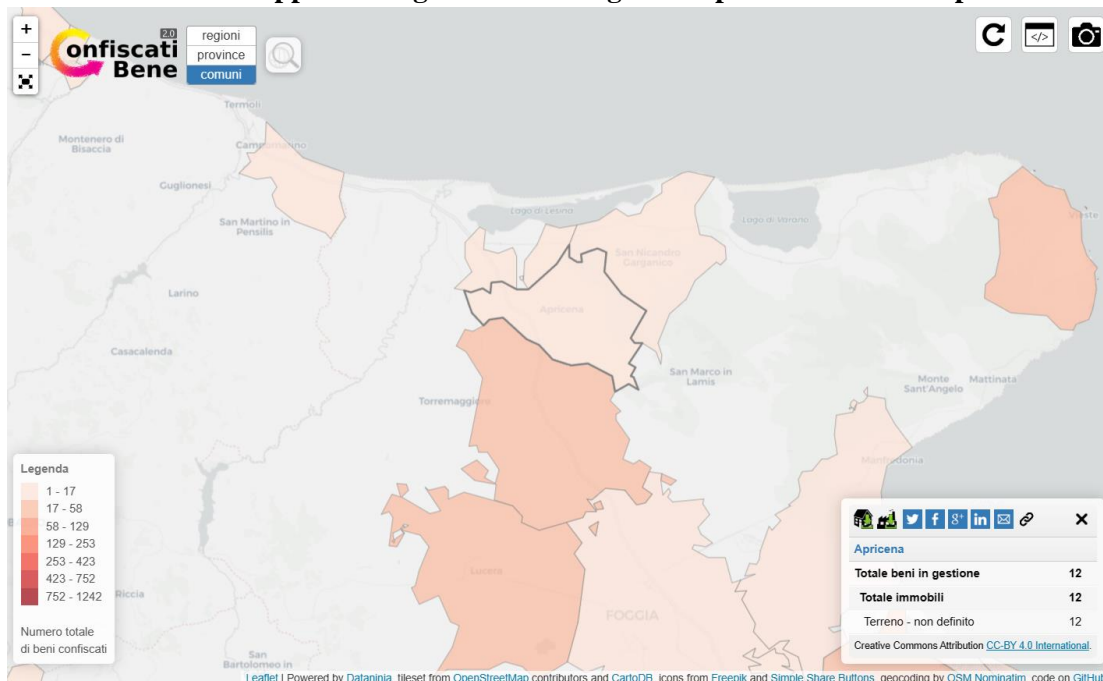 +
−
2.0
Confiscati
Bene
regioni
province
comuni
</>
Termoli
Montenero di
Bisaccia
Campomarino
Guglionesi
San Martino in
Pensilis
Lago di Lesina
Lago di Varano
Vieste
San Nicandro
Garganico
Larino
Apricena
Casacalenda
San Marco in
Lamis
Monte
Sant'Angelo
Mattinata
Torremaggiore
Manfredonia
Legenda
1 - 17
17 - 58
58 - 129
129 - 253
253 - 423
423 - 752
752 - 1242
Numero totale
di beni confiscati
Riccia
Lucera
FOGGIA
San
Bartolomeo in
Apricena
Totale beni in gestione 12
Totale immobili 12
Terreno - non definito 12
Creative Commons Attribution CC-BY 4.0 International.
Leaflet | Powered by Dataninja, tileset from OpenStreetMap contributors and CartoDB, icons from Freepik and Simple Share Buttons, geocoding by OSM Nominatim, code on GitHub